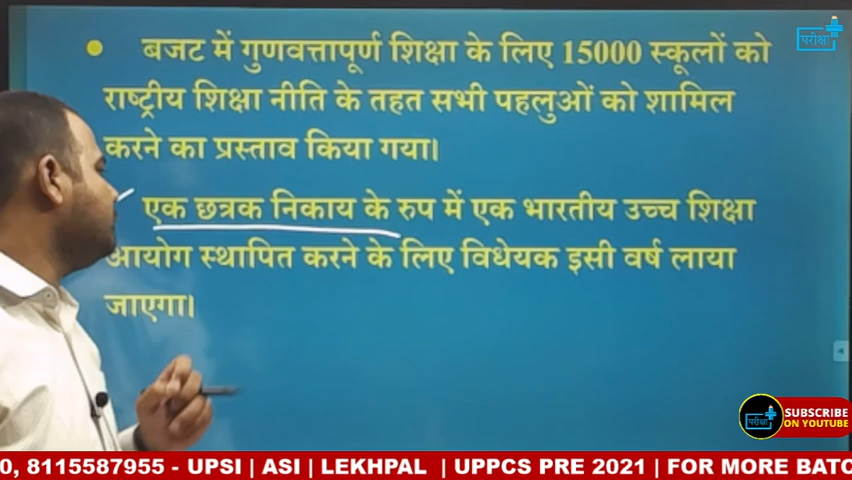 परीक्षा
बजट में गुणवत्तापूर्ण शिक्षा के लिए 15000 स्कूलों को
राष्ट्रीय शिक्षा नीति के तहत सभी पहलुओं को शामिल
करने का प्रस्ताव किया गया।
एक छत्रक निकाय के रुप में एक भारतीय उच्च शिक्षा
आयोग स्थापित करने के लिए विधेयक इसी वर्ष लाया
जाएगा।
परीक्षा
SUBSCRIBE
ON YOUTUBE
0, 8115587955 - UPSI | ASI | LEKHPAL | UPPCS PRE 2021 | FOR MORE BATC